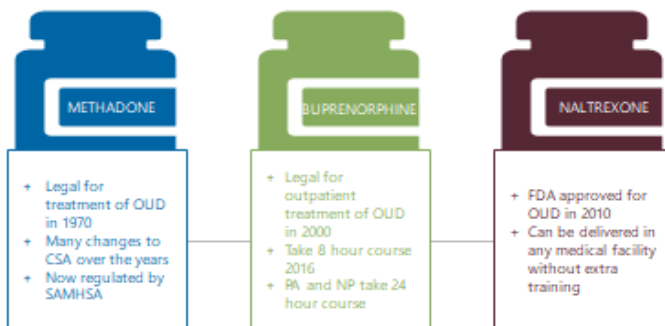 METHADONE
+ Legal for
treatment of OUD
in 1970
+ Many changes to
CSA over the years
+ Now regulated by
SAMHSA
BUPRENORPHINE
+ Legal for
outpatient
treatment of OUD
in 2000
+ Take 8 hour course
2016
+ PA and NP take 24
hour course
NALTREXONE
+ FDA approved for
OUD in 2010
+ Can be delivered in
any medical facility
without extra
training